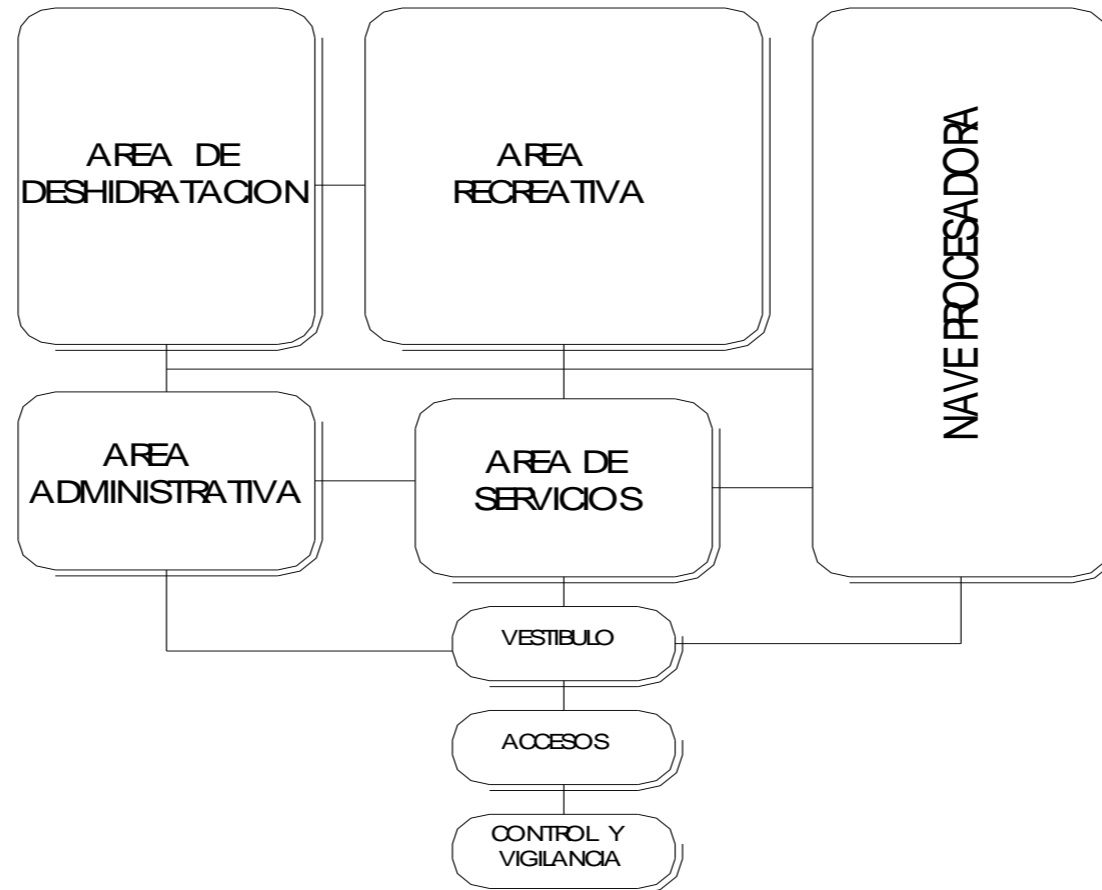 AREA DE
DESHIDRATACION
AREA
RECREATIVA
NAVE PROCESADORA
AREA
ADMINISTRATIVA
AREA DE
SERVICIOS
VESTIBULO
ACCESOS
CONTROL Y
VIGILANCIA